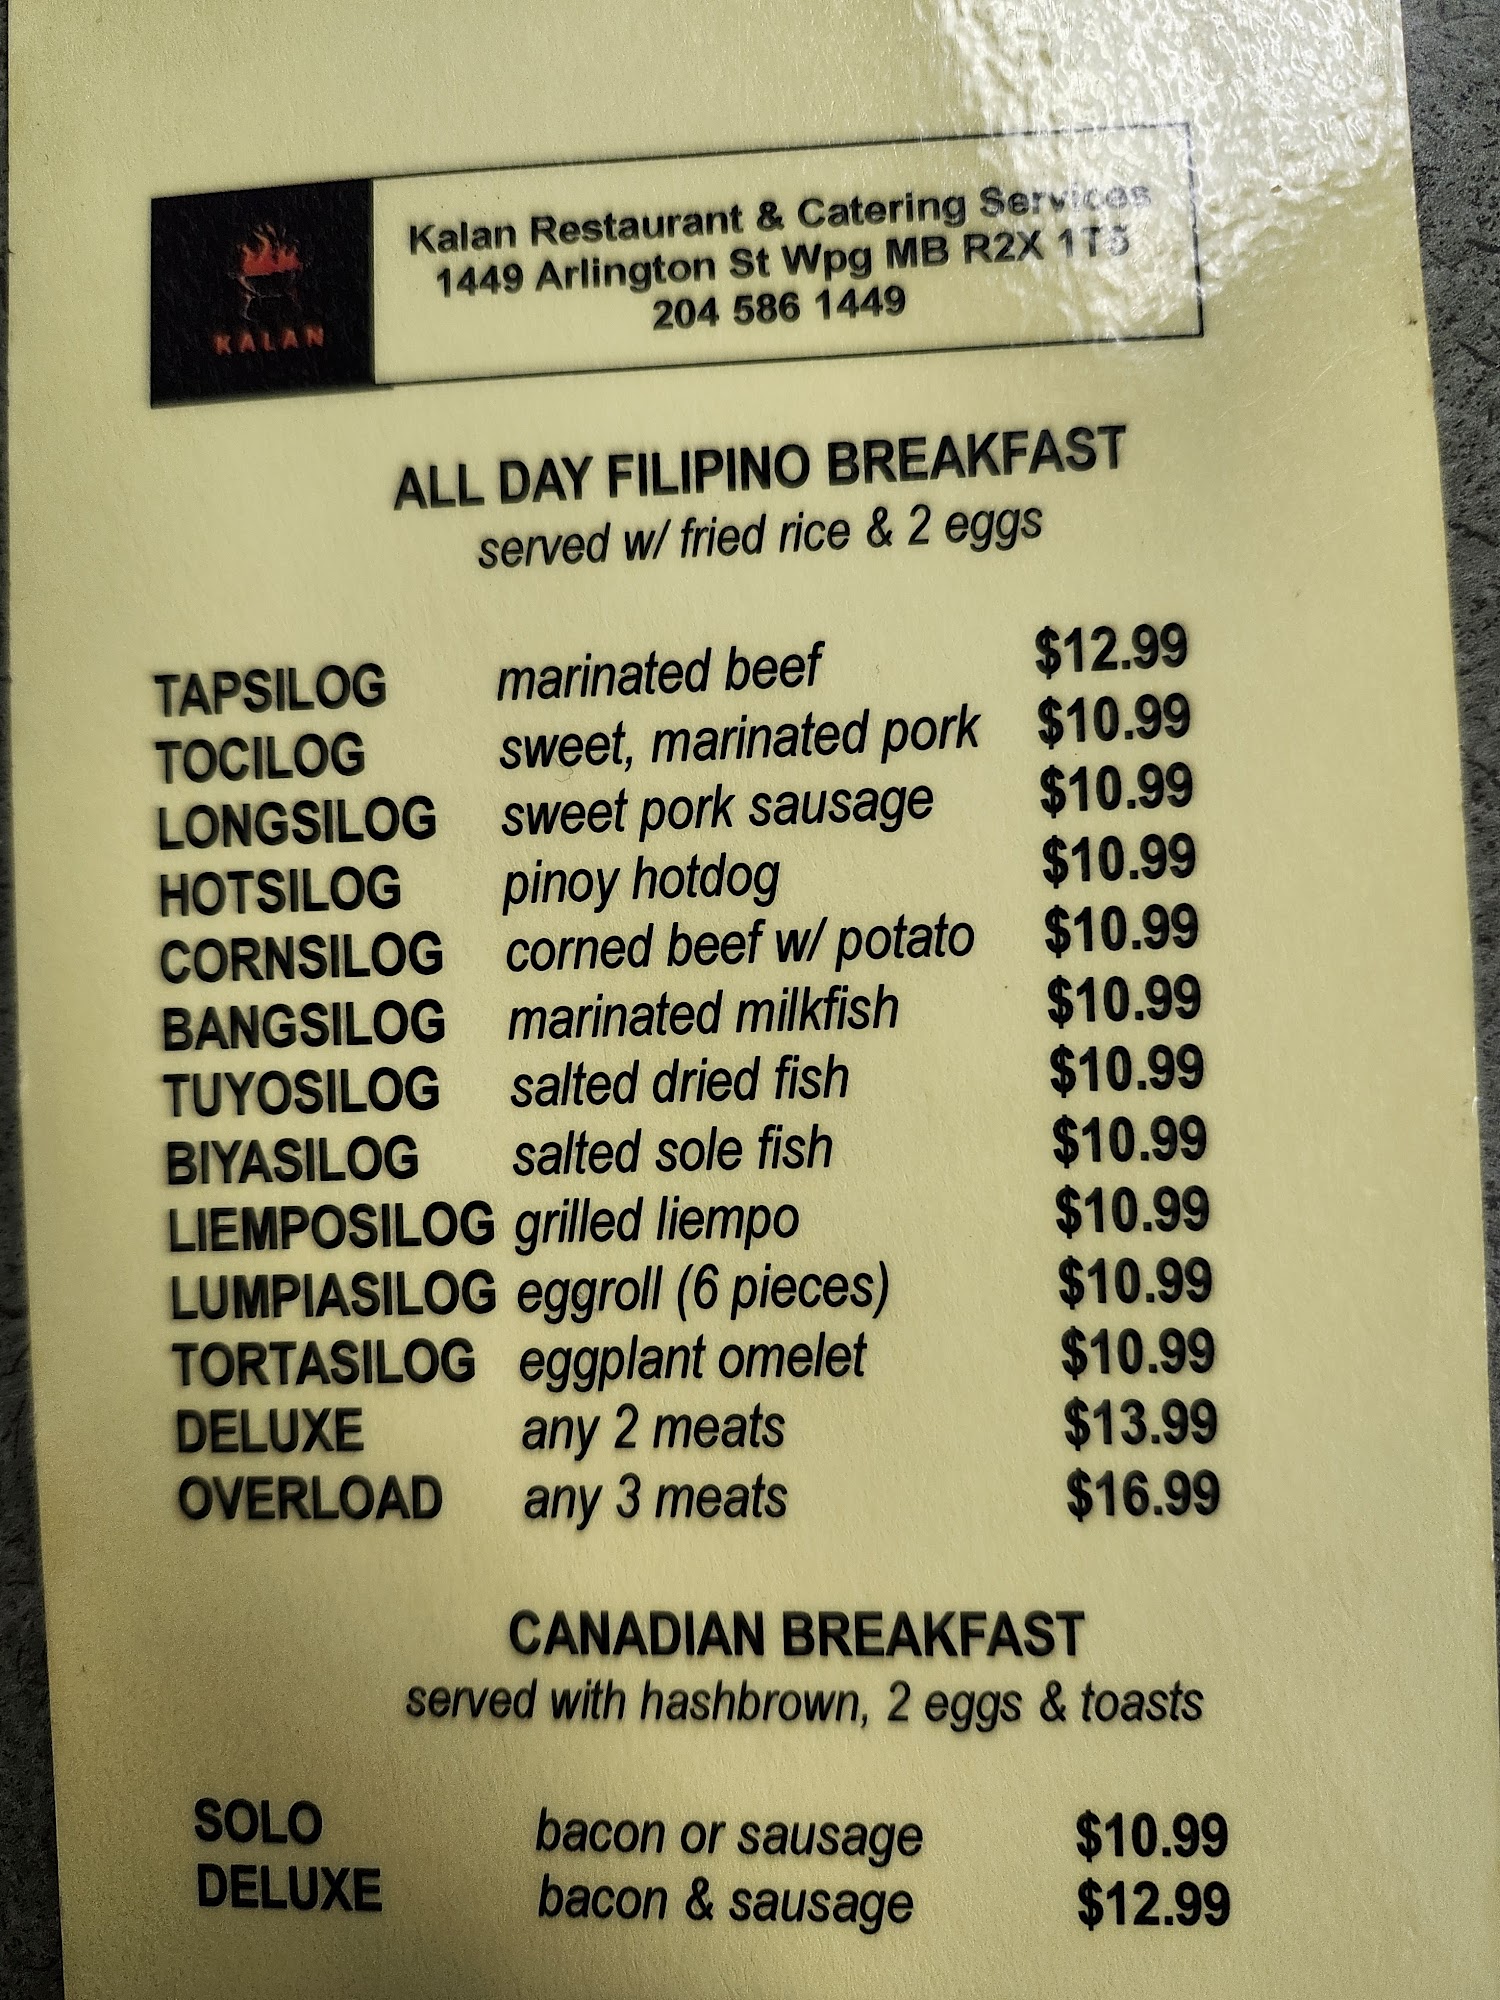 KALAN
Kalan Restaurant & Catering Services
1449 Arlington St Wpg MB R2X 1T5
204 586 1449
ALL DAY FILIPINO BREAKFAST
served w/ fried rice & 2 eggs
TAPSILOG marinated beef $12.99
TOCILOG sweet, marinated pork $10.99
LONGSILOG sweet pork sausage $10.99
HOTSILOG pinoy hotdog $10.99
CORNSILOG corned beef w/ potato $10.99
BANGSILOG marinated milkfish $10.99
TUYOSILOG salted dried fish $10.99
BIYASILOG salted sole fish $10.99
LIEMPOSILOG grilled liempo $10.99
LUMPIASILOG eggroll (6 pieces) $10.99
TORTASILOG eggplant omelet $10.99
DELUXE any 2 meats $13.99
OVERLOAD any 3 meats $16.99
CANADIAN BREAKFAST
served with hashbrown, 2 eggs & toasts
SOLO bacon or sausage $10.99
DELUXE bacon & sausage $12.99